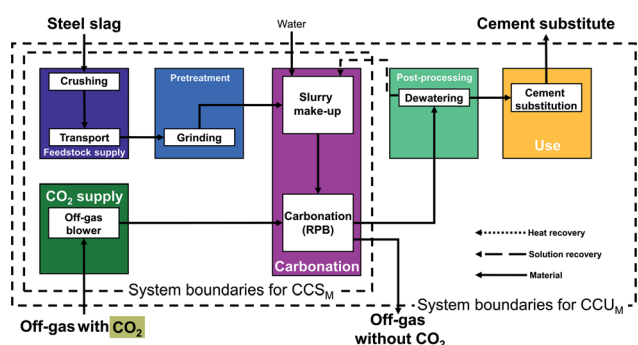 Steel slag
Water
Cement substitute
Crushing
Transport
Feedstock supply
Pretreatment
Grinding
Slurry
make-up
Post-processing
Dewatering
Cement
substitution
Use
CO₂ supply
Off-gas
blower
Carbonation
(RPB)
Carbonation
Heat recovery
Solution recovery
Material
System boundaries for CCSM
System boundaries for CCUM
Off-gas with CO₂
Off-gas
without CO₂